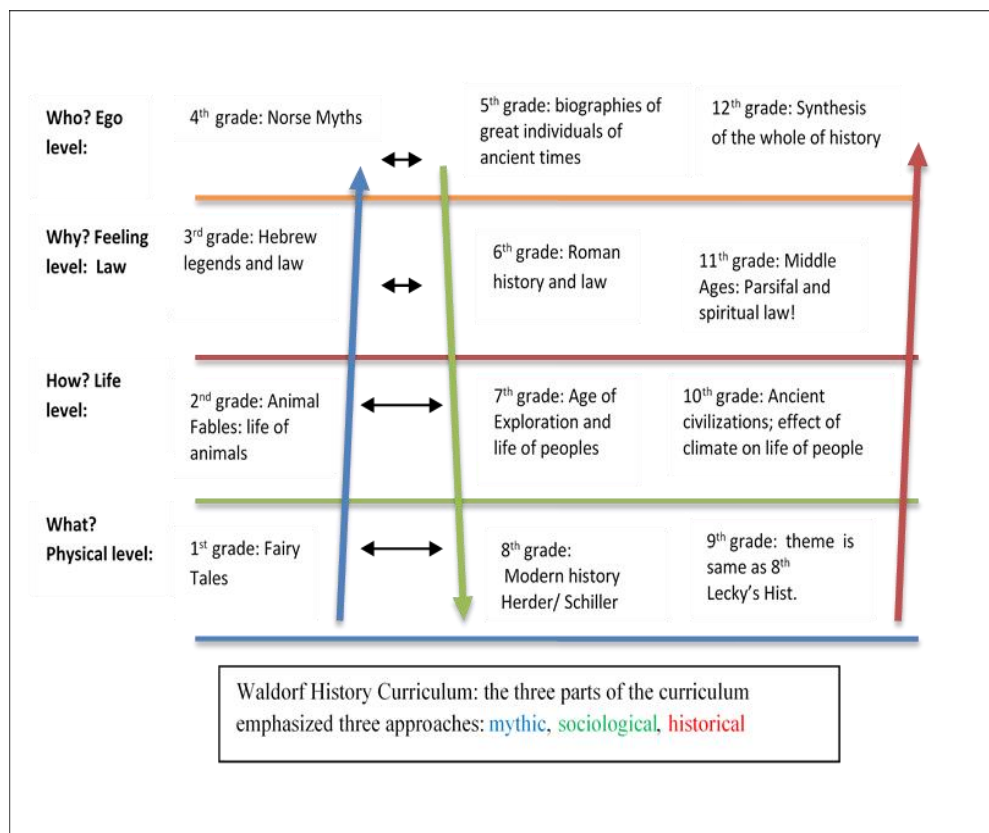 Who? Ego
level:
4th grade: Norse Myths
5th grade: biographies of
great individuals of
ancient times
12th grade: Synthesis
of the whole of history
Why? Feeling
level: Law
3rd grade: Hebrew
legends and law
6th grade: Roman
history and law
11th grade: Middle
Ages: Parsifal and
spiritual law!
How? Life
level:
2nd grade: Animal
Fables: life of
animals
7th grade: Age of
Exploration and
life of peoples
10th grade: Ancient
civilizations; effect of
climate on life of people
What?
Physical level:
1st grade: Fairy
Tales
8th grade:
Modern history
Herder/ Schiller
9th grade: theme is
same as 8th
Lecky's Hist.
Waldorf History Curriculum: the three parts of the curriculum
emphasized three approaches: mythic, sociological, historical